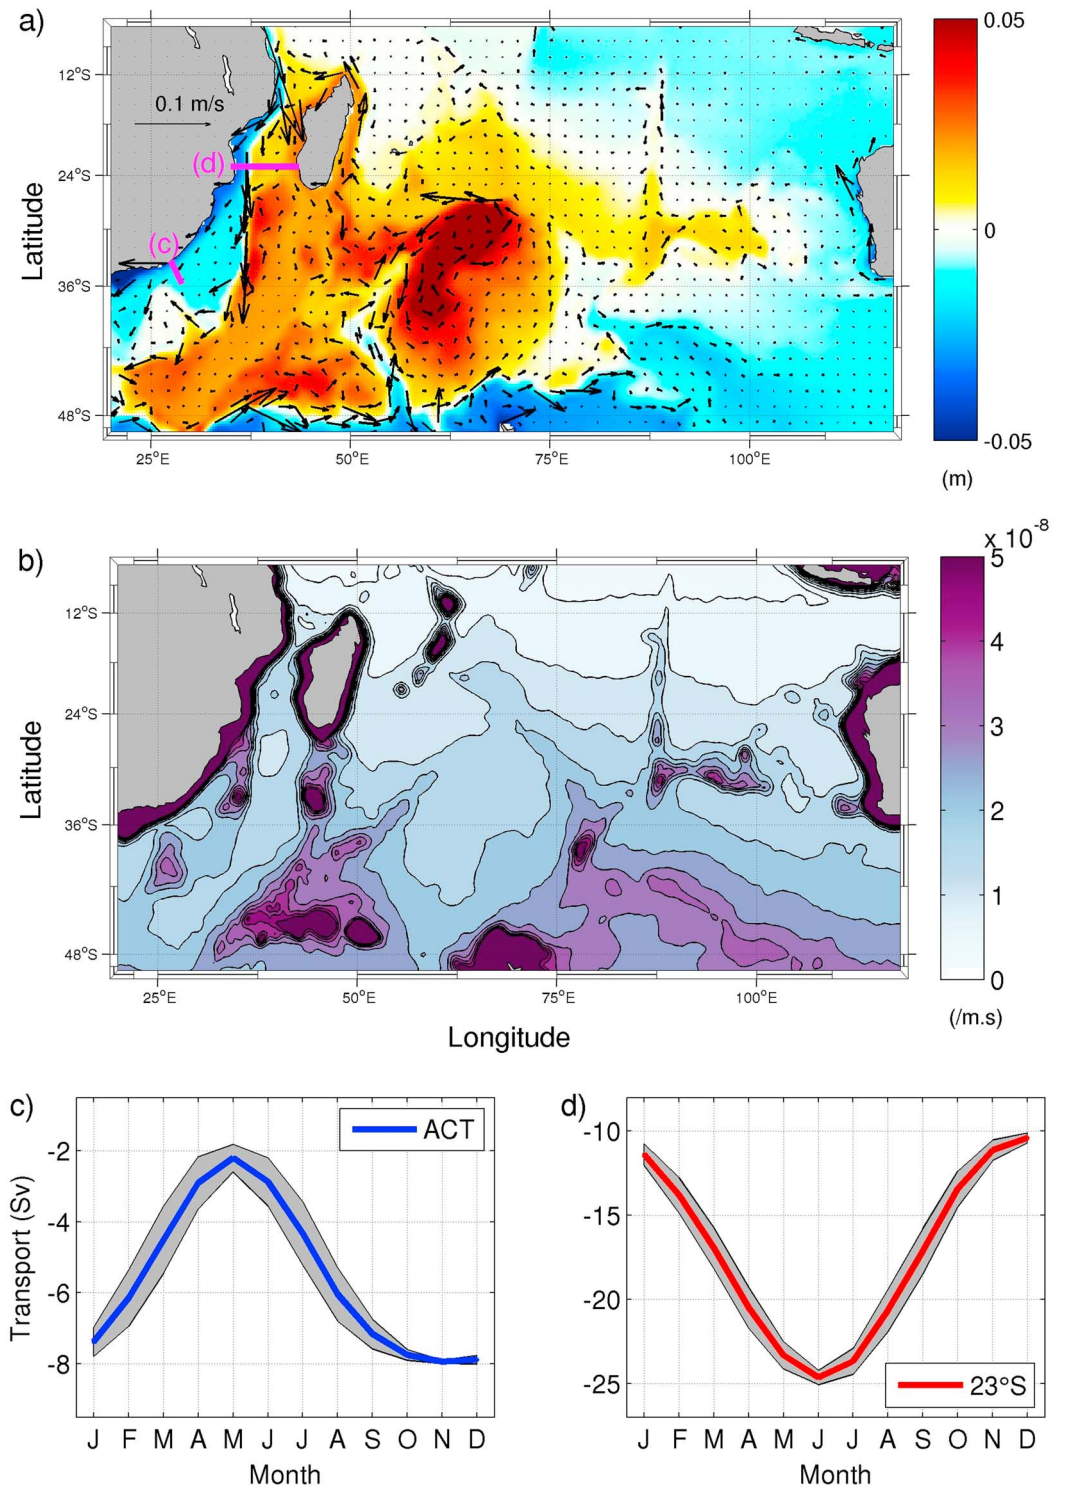 a)
0.05
12°S
0.1 m/s
(d)
24°S
Latitude
0
(c)
36°S
48°S
-0.05
25°E 50°E 75°E 100°E
(m)
x 10-8
b)
5
12°S
4
24°S
Latitude
3
36°S
2
1
48°S
0
25°E 50°E 75°E 100°E
(/m.s)
Longitude
c)
ACT
-2
-4
Transport (Sv)
-6
-8
J F M A M J J A S O N D
Month
d)
-10
-15
-20
-25
23°S
J F M A M J J A S O N D
Month